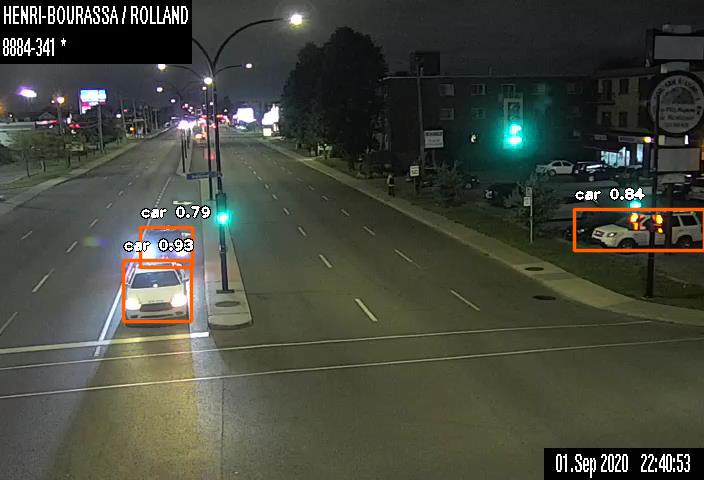 HENRI-BOURASSA / ROLLAND
8884-341 *
car 0.84
car 0.79
car 0.93
01.Sep 2020 22:40:53